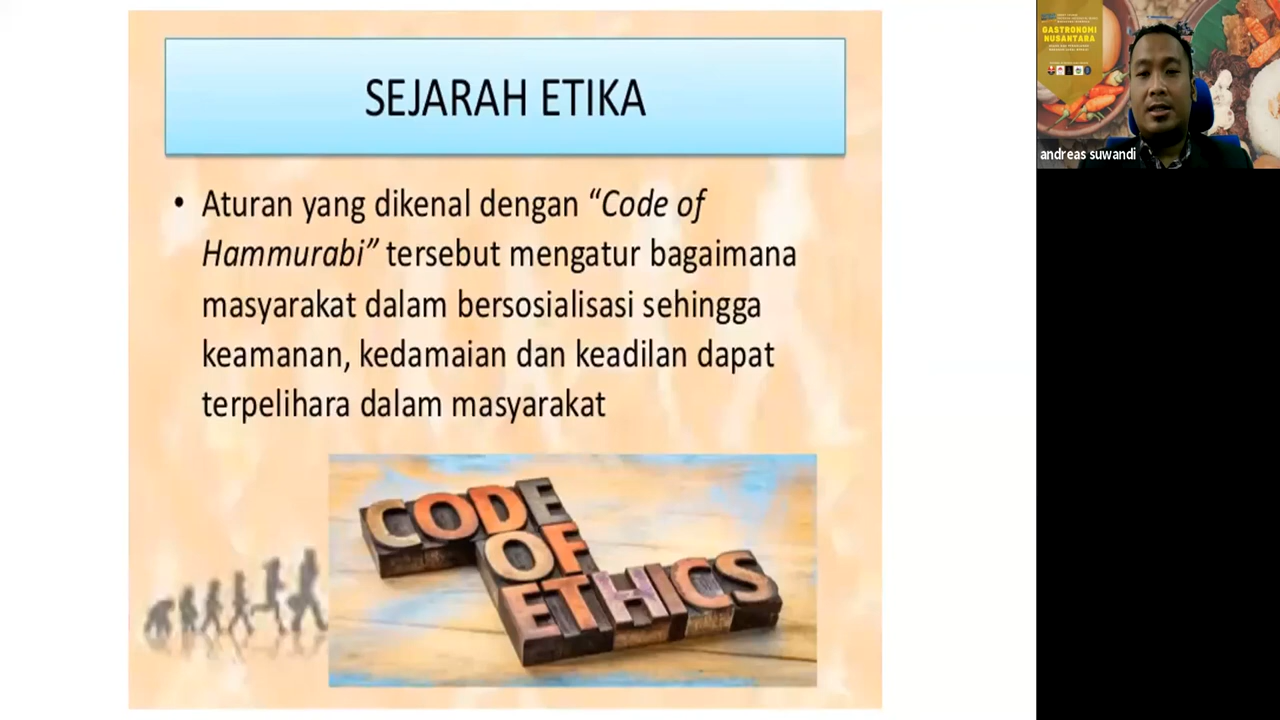 SEJARAH ETIKA
• Aturan yang dikenal dengan “Code of
Hammurabi” tersebut mengatur bagaimana
masyarakat dalam bersosialisasi sehingga
keamanan, kedamaian dan keadilan dapat
terpelihara dalam masyarakat
CODE
OF
ETHICS
GASTRONOMI
NUSANTARA
andreas suwandi